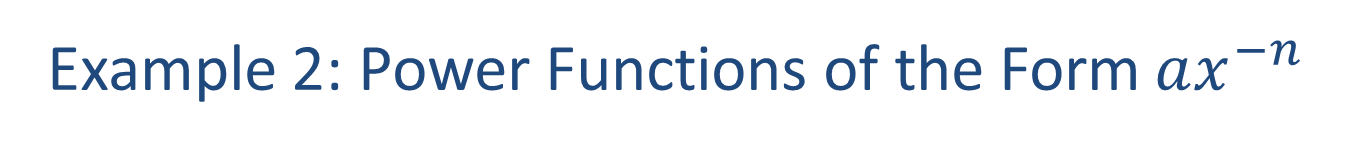 Example 2: Power Functions of the Form $ax^{-n}$